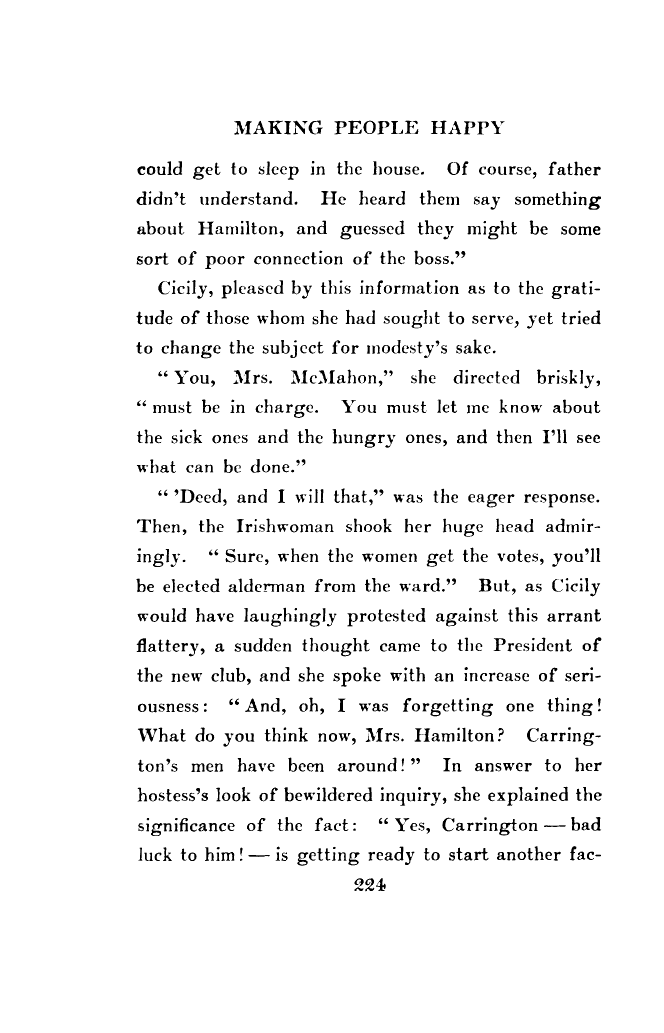 MAKING PEOPLE HAPPY
could get to sleep in the house. Of course, father
didn't understand. He heard them say something
about Hamilton, and guessed they might be some
sort of poor connection of the boss."
Cicily, pleased by this information as to the grati-
tude of those whom she had sought to serve, yet tried
to change the subject for modesty's sake.
"You, Mrs. McMahon," she directed briskly,
"must be in charge. You must let me know about
the sick ones and the hungry ones, and then I'll see
what can be done."
"'Deed, and I will that," was the eager response.
Then, the Irishwoman shook her huge head admir-
ingly. "Sure, when the women get the votes, you'll
be elected alderman from the ward." But, as Cicily
would have laughingly protested against this arrant
flattery, a sudden thought came to the President of
the new club, and she spoke with an increase of seri-
ousness: "And, oh, I was forgetting one thing!
What do you think now, Mrs. Hamilton? Carring-
ton's men have been around!" In answer to her
hostess's look of bewildered inquiry, she explained the
significance of the fact: "Yes, Carrington—bad
luck to him!—is getting ready to start another fac-
224